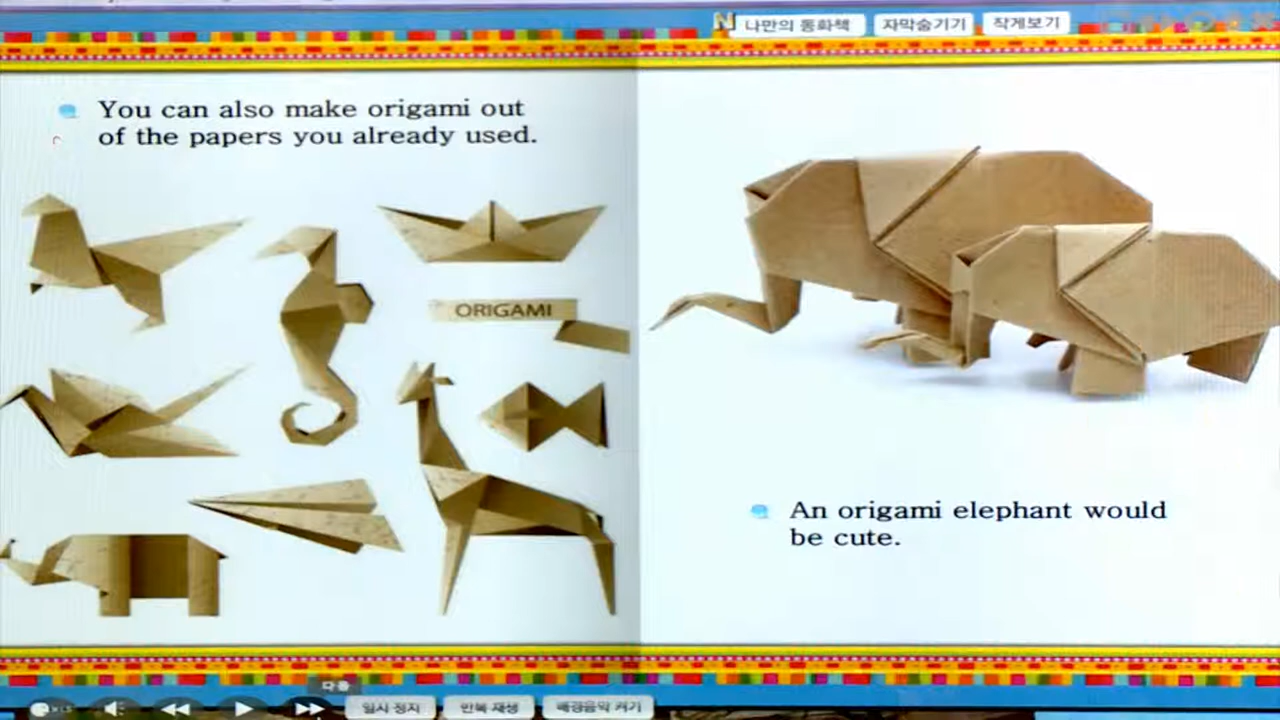 나만의 동화책
자막숨기기
작게보기
You can also make origami out
of the papers you already used.
ORIGAMI
An origami elephant would
be cute.
다음
일시 정지
반복 재생
배경음악 켜기